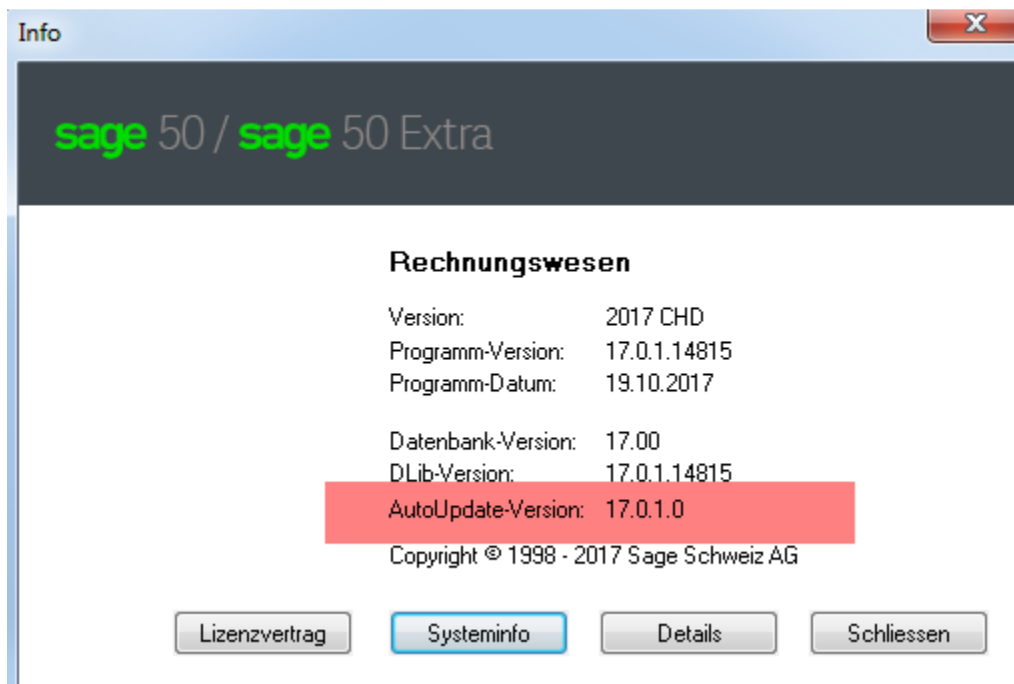 Info
sage 50 / sage 50 Extra
Rechnungswesen
Version: 2017 CHD
Programm-Version: 17.0.1.14815
Programm-Datum: 19.10.2017
Datenbank-Version: 17.00
DLib-Version: 17.0.1.14815
AutoUpdate-Version: 17.0.1.0
Copyright © 1998 - 2017 Sage Schweiz AG
Lizenzvertrag Systeminfo Details Schliessen